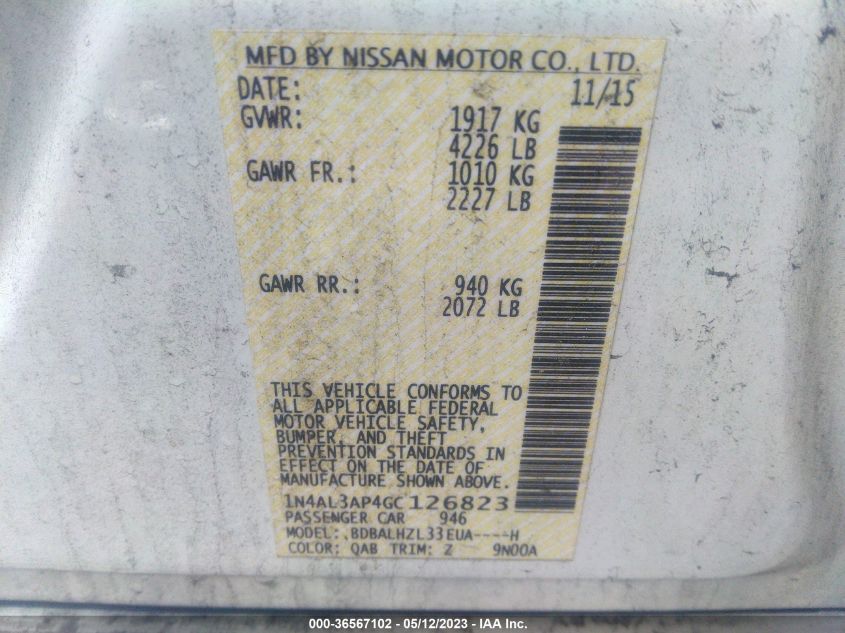 MFD BY NISSAN MOTOR CO., LTD.
DATE: 11/15
GVWR: 1917 KG
4226 LB
GAWR FR.: 1010 KG
2227 LB
GAWR RR.: 940 KG
2072 LB
THIS VEHICLE CONFORMS TO
ALL APPLICABLE FEDERAL
MOTOR VEHICLE SAFETY,
BUMPER, AND THEFT
PREVENTION STANDARDS IN
EFFECT ON THE DATE OF
MANUFACTURE SHOWN ABOVE.
1N4AL3AP4GC126823
PASSENGER CAR 946
MODEL: BDBALHZL33EUA----H
COLOR: QAB TRIM: Z 9N00A
000-36567102 - 05/12/2023 - IAA Inc.